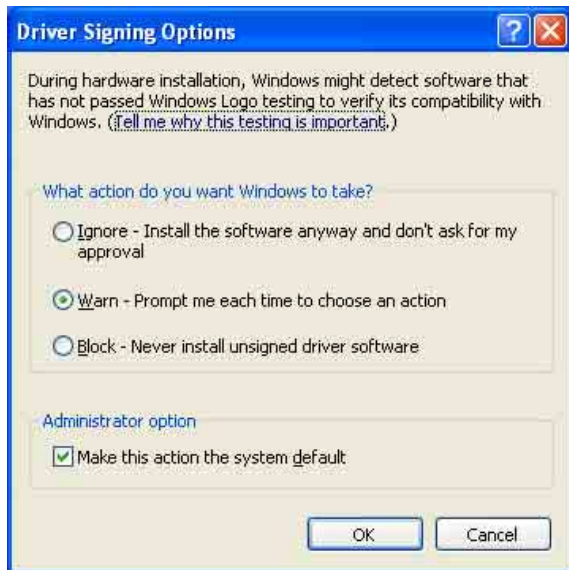 Driver Signing Options
During hardware installation, Windows might detect software that
has not passed Windows Logo testing to verify its compatibility with
Windows. (Tell me why this testing is important.)
What action do you want Windows to take?
Ignore - Install the software anyway and don't ask for my
approval
Warn - Prompt me each time to choose an action
Block - Never install unsigned driver software
Administrator option
Make this action the system default
OK
Cancel